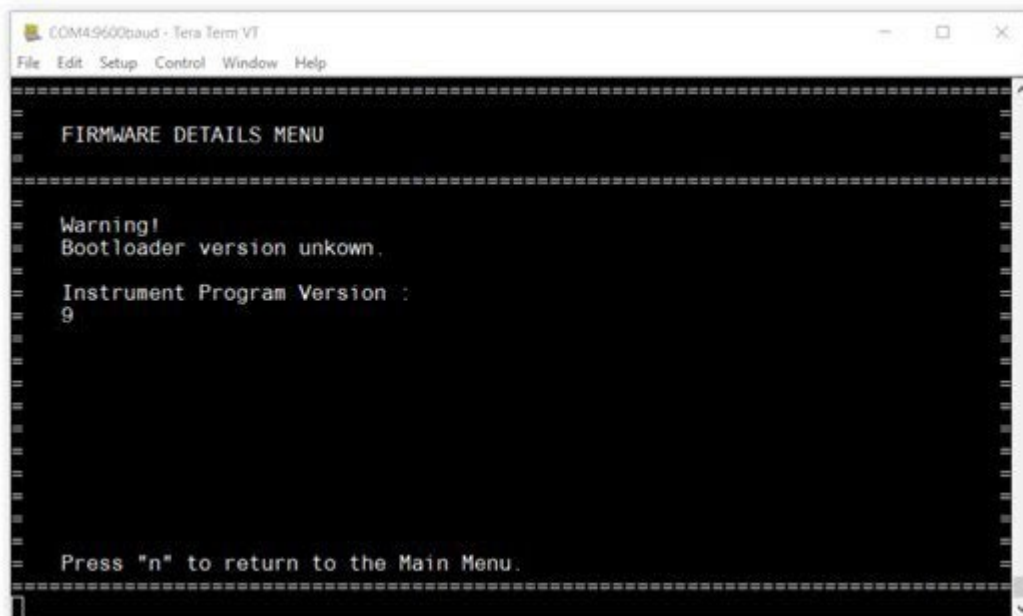 COM4:9600baud - Tera Term VT
File Edit Setup Control Window Help
FIRMWARE DETAILS MENU
Warning!
Bootloader version unkown.
Instrument Program Version :
9
Press "n" to return to the Main Menu.